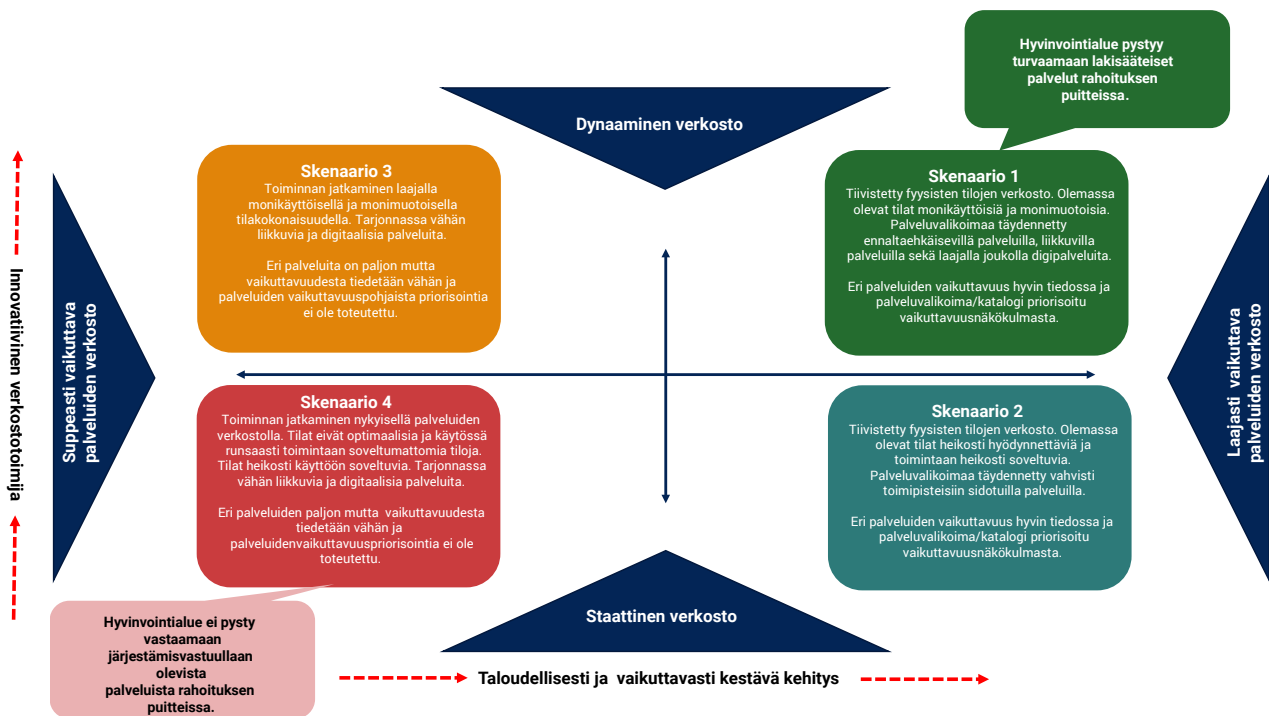 Hyvinvointialue pystyy
turvaamaan lakisääteiset
palvelut rahoituksen
puitteissa.
Dynaaminen verkosto
Skenaario 3
Toiminnan jatkaminen laajalla
monikäyttöisellä ja monimuotoisella
tilakokonaisuudella. Tarjonnassa vähän
liikkuvia ja digitaalisia palveluita.
Eri palveluita on paljon mutta
vaikuttavuudesta tiedetään vähän ja
palveluiden vaikuttavuuspohjaista priorisointia
ei ole toteutettu.
Skenaario 1
Tiivistetty fyysisten tilojen verkosto. Olemassa
olevat tilat monikäyttöisiä ja monimuotoisia.
Palveluvalikoimaa täydennetty
ennaltaehkäisevillä palveluilla, liikkuvilla
palveluilla sekä laajalla joukolla digipalveluita.
Eri palveluiden vaikuttavuus hyvin tiedossa ja
palveluvalikoima/katalogi priorisoitu
vaikuttavuusnäkökulmasta.
Innovatiivinen verkostotoimija
Suppeasti vaikuttava
palveluiden verkosto
Laajasti vaikuttava
palveluiden verkosto
Skenaario 4
Toiminnan jatkaminen nykyisellä palveluiden
verkostolla. Tilat eivät optimaalisia ja käytössä
runsaasti toimintaan soveltumattomia tiloja.
Tilat heikosti käyttöön soveltuvia. Tarjonnassa
vähän liikkuvia ja digitaalisia palveluita.
Eri palveluiden paljon mutta vaikuttavuudesta
tiedetään vähän ja
palveluidenvaikuttavuuspriorisointia ei ole
toteutettu.
Skenaario 2
Tiivistetty fyysisten tilojen verkosto. Olemassa
olevat tilat heikosti hyödynnettäviä ja
toimintaan heikosti soveltuvia.
Palveluvalikoimaa täydennetty vahvisti
toimipisteisiin sidotuilla palveluilla.
Eri palveluiden vaikuttavuus hyvin tiedossa ja
palveluvalikoima/katalogi priorisoitu
vaikuttavuusnäkökulmasta.
Staattinen verkosto
Hyvinvointialue ei pysty
vastaamaan
järjestämisvastuullaan
olevista
palveluista rahoituksen
puitteissa.
Taloudellisesti ja vaikuttavasti kestävä kehitys